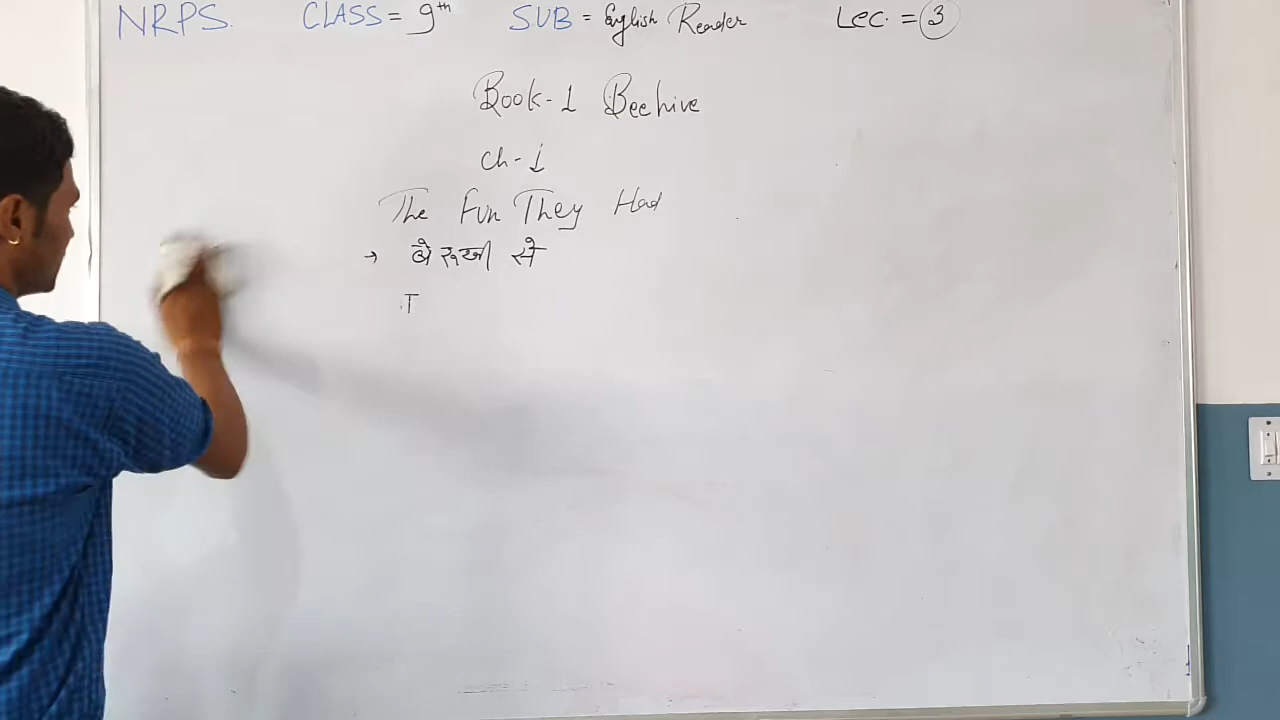 NRPS. CLASS = 9th SUB = English Reader Lec. = 3
Book-1 Beehive
ch-1
The Fun They Had
→ बेरूखी से
T